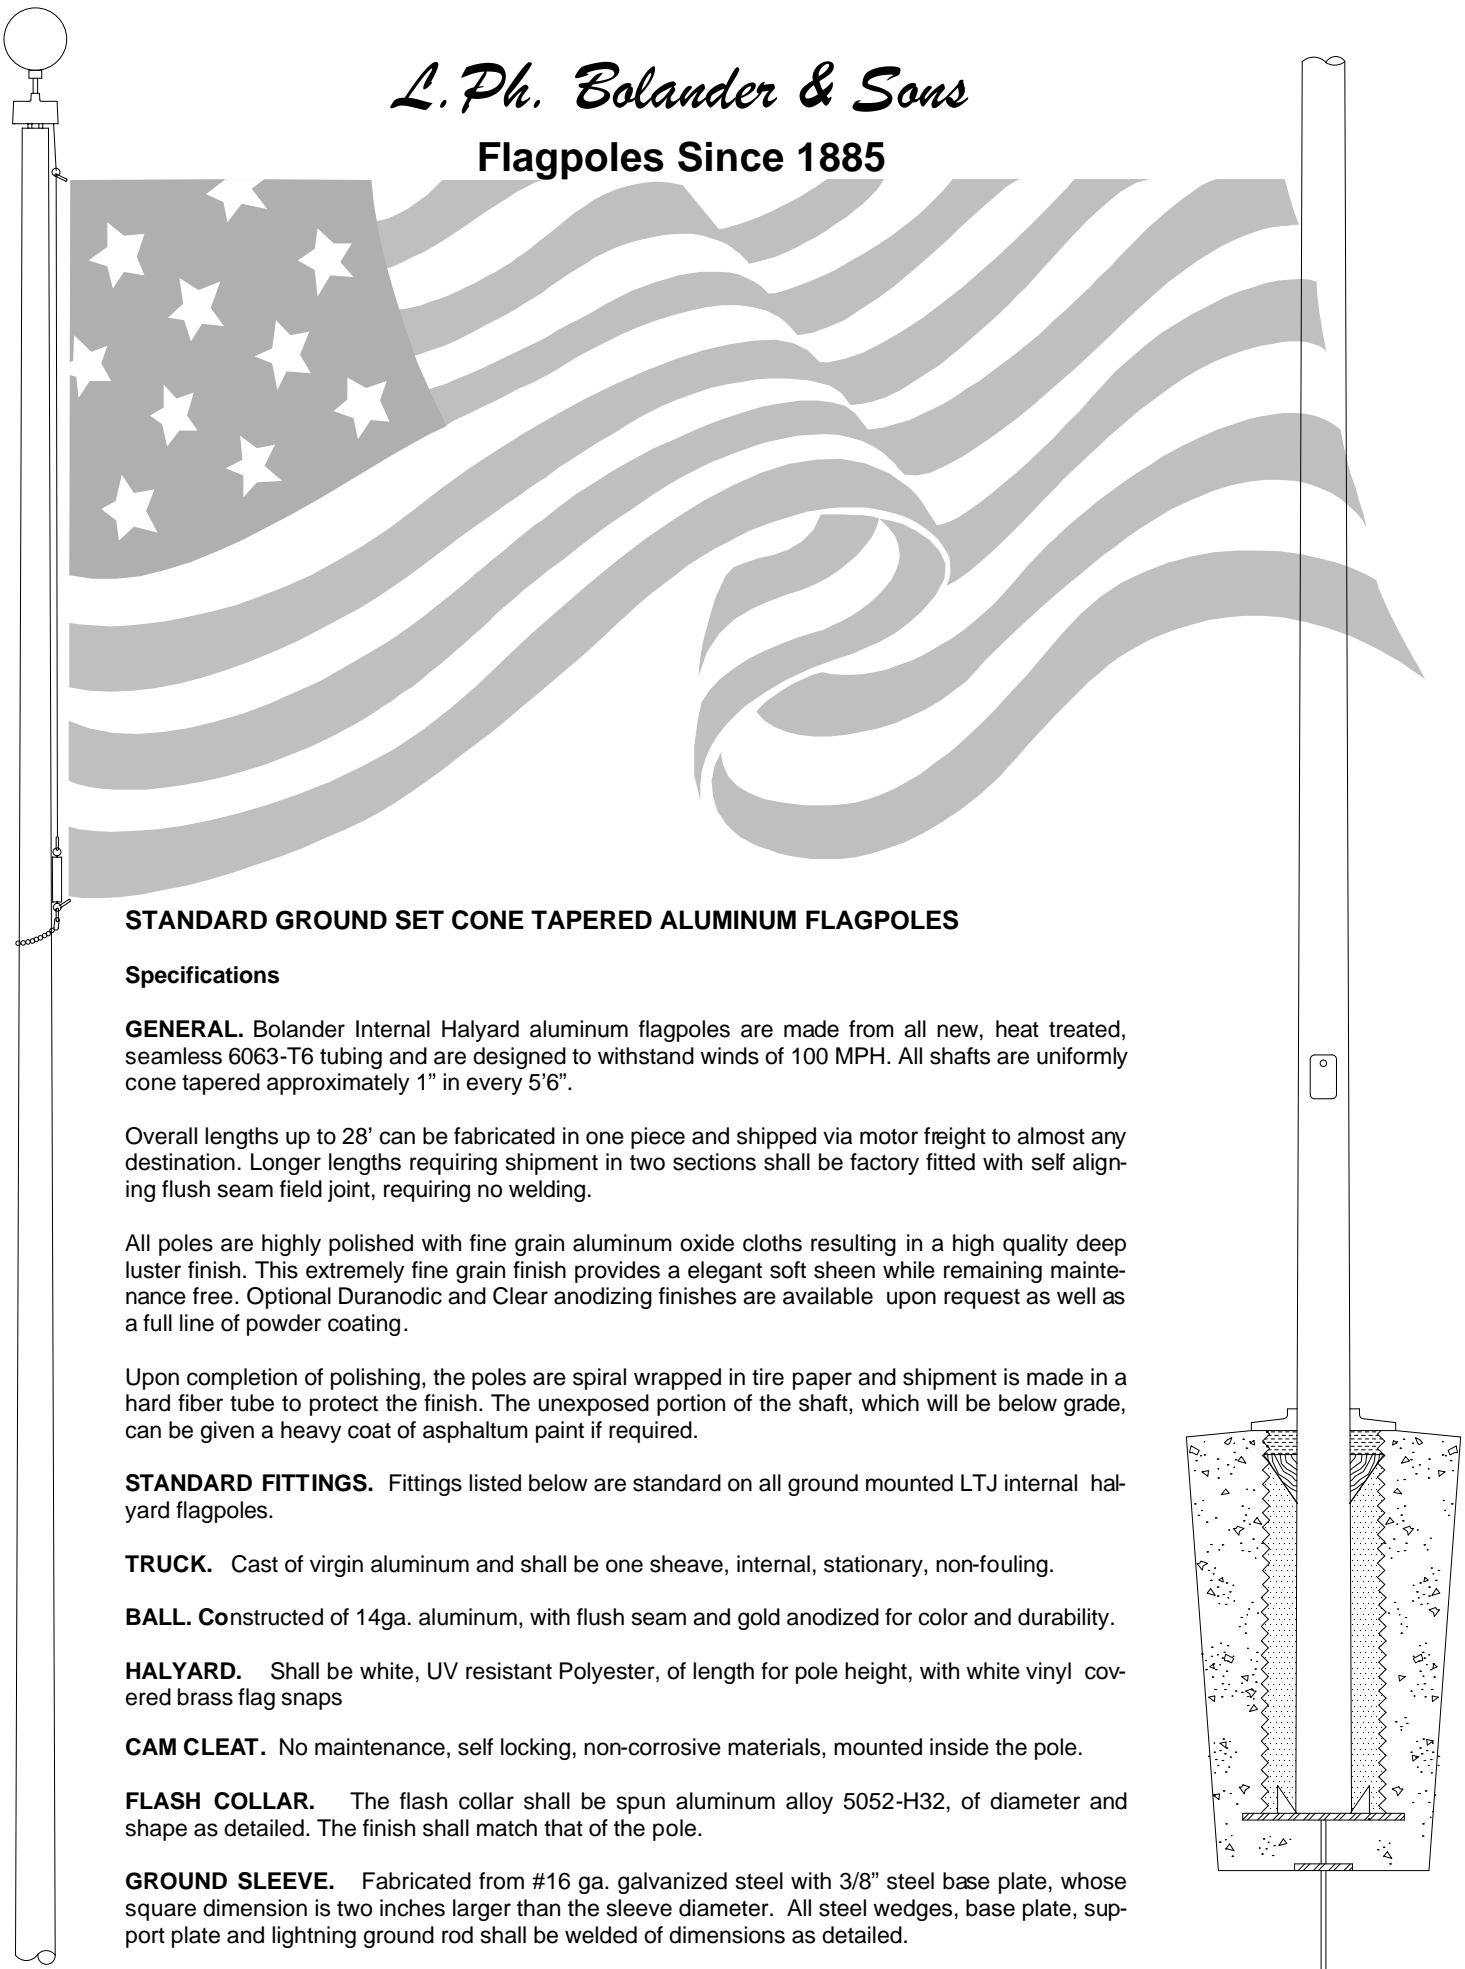 L. Ph. Bolander & Sons
Flagpoles Since 1885
STANDARD GROUND SET CONE TAPERED ALUMINUM FLAGPOLES
Specifications
GENERAL. Bolander Internal Halyard aluminum flagpoles are made from all new, heat treated,
seamless 6063-T6 tubing and are designed to withstand winds of 100 MPH. All shafts are uniformly
cone tapered approximately 1” in every 5’6”.
Overall lengths up to 28’ can be fabricated in one piece and shipped via motor freight to almost any
destination. Longer lengths requiring shipment in two sections shall be factory fitted with self align-
ing flush seam field joint, requiring no welding.
All poles are highly polished with fine grain aluminum oxide cloths resulting in a high quality deep
luster finish. This extremely fine grain finish provides a elegant soft sheen while remaining mainte-
nance free. Optional Duranodic and Clear anodizing finishes are available upon request as well as
a full line of powder coating.
Upon completion of polishing, the poles are spiral wrapped in tire paper and shipment is made in a
hard fiber tube to protect the finish. The unexposed portion of the shaft, which will be below grade,
can be given a heavy coat of asphaltum paint if required.
STANDARD FITTINGS. Fittings listed below are standard on all ground mounted LTJ internal hal-
yard flagpoles.
TRUCK. Cast of virgin aluminum and shall be one sheave, internal, stationary, non-fouling.
BALL. Constructed of 14ga. aluminum, with flush seam and gold anodized for color and durability.
HALYARD. Shall be white, UV resistant Polyester, of length for pole height, with white vinyl cov-
ered brass flag snaps
CAM CLEAT. No maintenance, self locking, non-corrosive materials, mounted inside the pole.
FLASH COLLAR. The flash collar shall be spun aluminum alloy 5052-H32, of diameter and
shape as detailed. The finish shall match that of the pole.
GROUND SLEEVE. Fabricated from #16 ga. galvanized steel with 3/8” steel base plate, whose
square dimension is two inches larger than the sleeve diameter. All steel wedges, base plate, sup-
port plate and lightning ground rod shall be welded of dimensions as detailed.